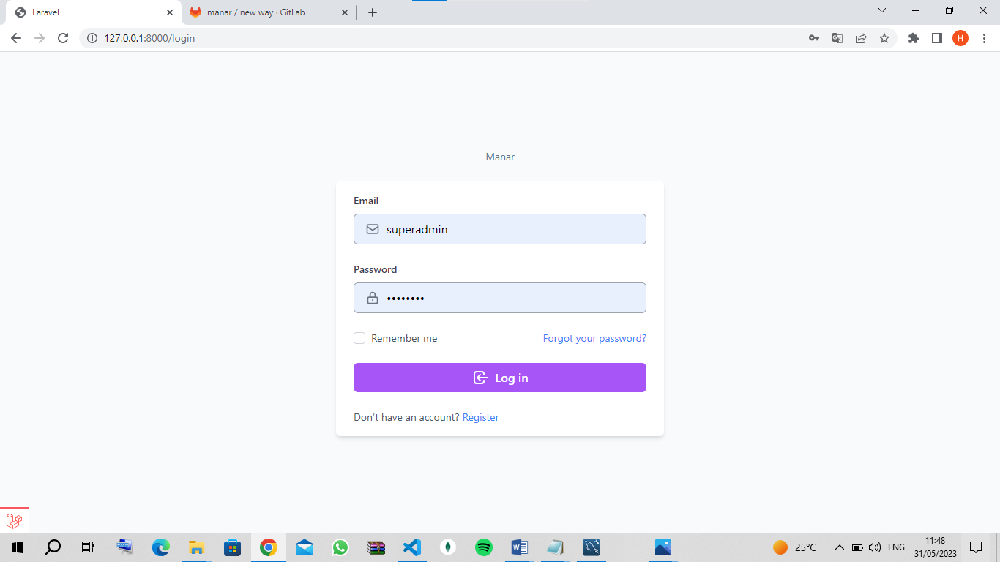 Laravel
manar / new way · GitLab
127.0.0.1:8000/login
H
Manar
Email
superadmin
Password
••••••••
Remember me
Forgot your password?
Log in
Don't have an account? Register
25°C
ENG
11:48
31/05/2023